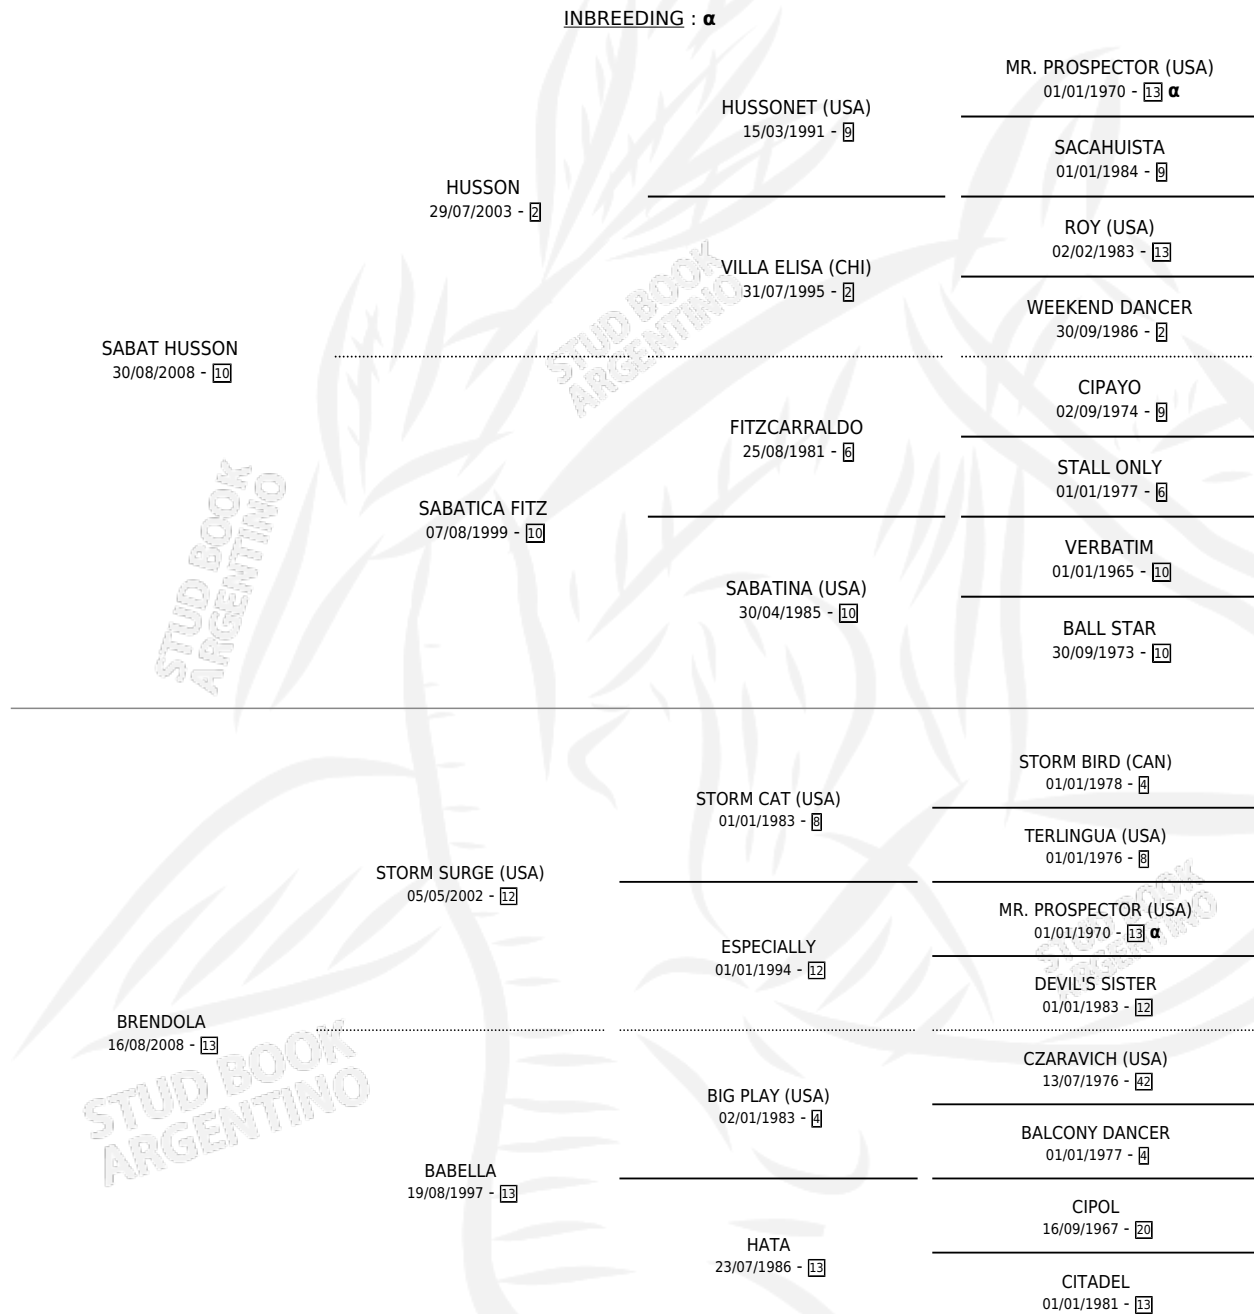 INBREEDING : α
MR. PROSPECTOR (USA)
01/01/1970 - 13 α
HUSSONET (USA)
15/03/1991 - 9
SACAHUISTA
01/01/1984 - 9
HUSSON
29/07/2003 - 2
ROY (USA)
02/02/1983 - 13
VILLA ELISA (CHI)
31/07/1995 - 2
WEEKEND DANCER
30/09/1986 - 2
SABAT HUSSON
30/08/2008 - 10
CIPAYO
02/09/1974 - 9
FITZCARRALDO
25/08/1981 - 6
STALL ONLY
01/01/1977 - 6
SABATICA FITZ
07/08/1999 - 10
VERBATIM
01/01/1965 - 10
SABATINA (USA)
30/04/1985 - 10
BALL STAR
30/09/1973 - 10
STORM BIRD (CAN)
01/01/1978 - 4
STORM CAT (USA)
01/01/1983 - 8
TERLINGUA (USA)
01/01/1976 - 8
STORM SURGE (USA)
05/05/2002 - 12
MR. PROSPECTOR (USA)
01/01/1970 - 13 α
ESPECIALLY
01/01/1994 - 12
DEVIL'S SISTER
01/01/1983 - 12
BRENDOLA
16/08/2008 - 13
CZARAVICH (USA)
13/07/1976 - 42
BIG PLAY (USA)
02/01/1983 - 4
BALCONY DANCER
01/01/1977 - 4
BABELLA
19/08/1997 - 13
CIPOL
16/09/1967 - 20
HATA
23/07/1986 - 13
CITADEL
01/01/1981 - 13
STUD BOOK
ARGENTINO
STUD BOOK
ARGENTINO
STUD BOOK
ARGENTINO
STUD BOOK
ARGENTINO